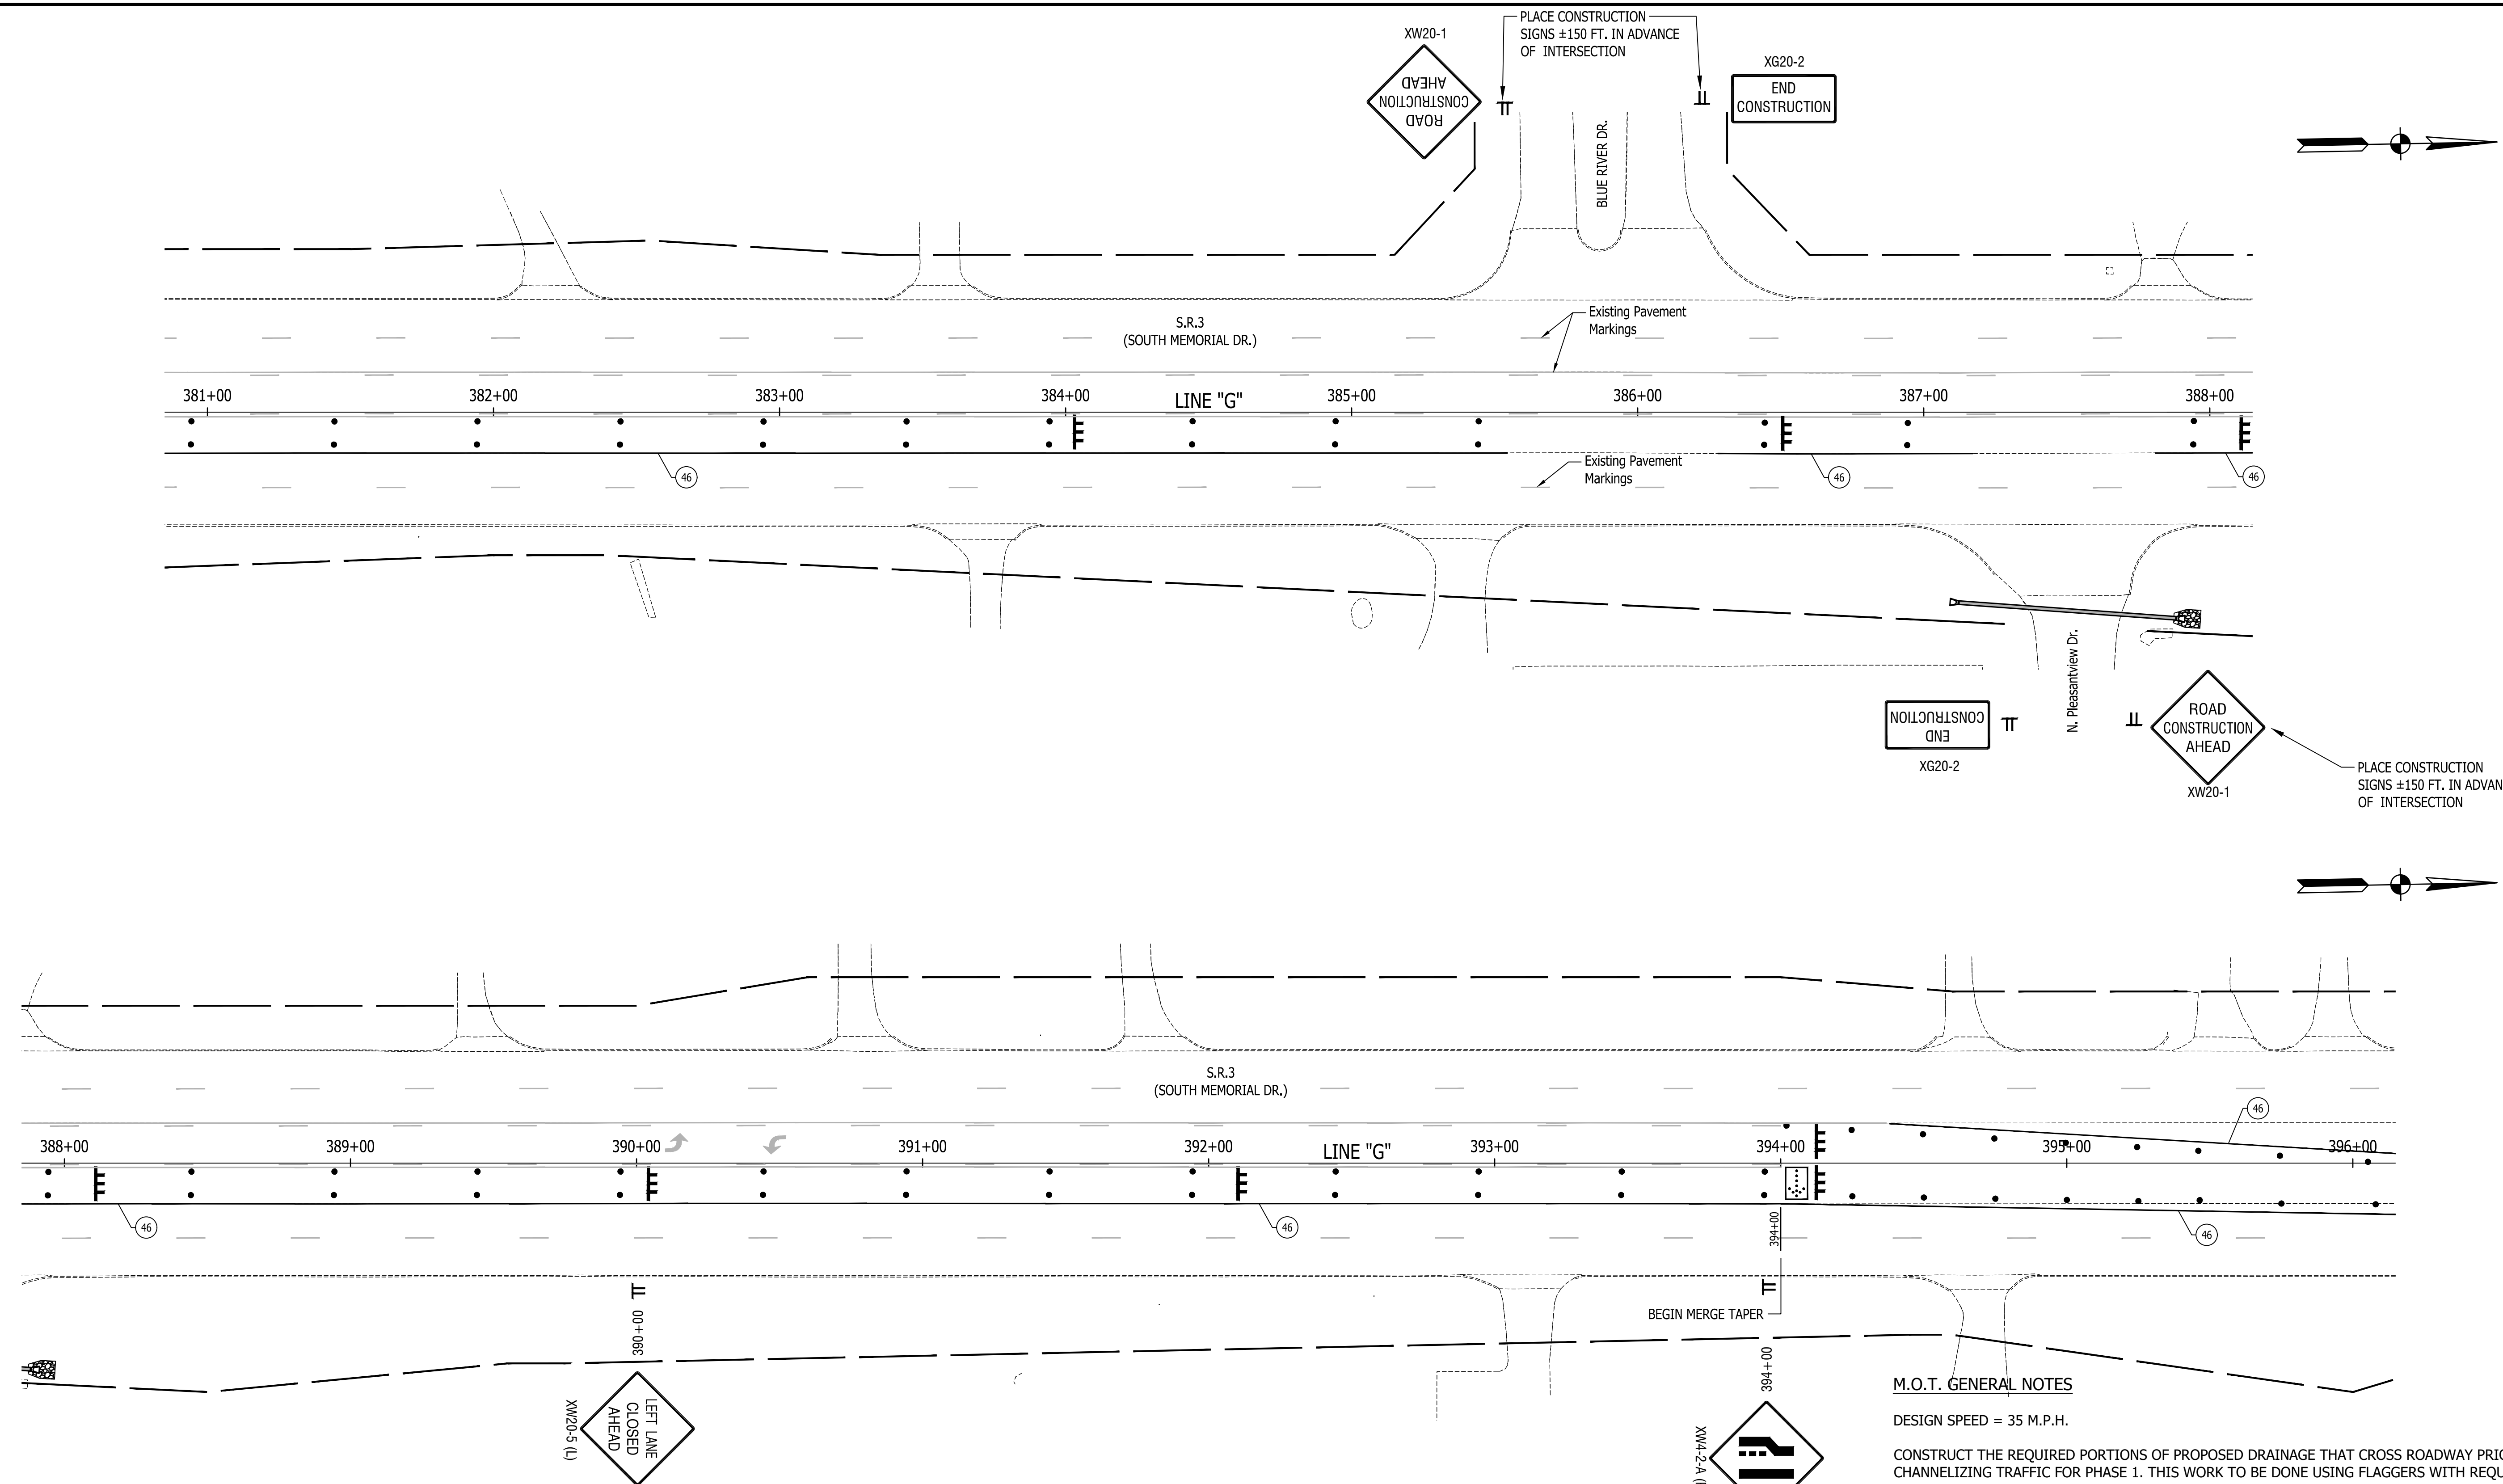 PLACE CONSTRUCTION
SIGNS ±150 FT. IN ADVANCE
OF INTERSECTION
XW20-1
ROAD
CONSTRUCTION
AHEAD
XG20-2
END
CONSTRUCTION
BLUE RIVER DR.
S.R.3
(SOUTH MEMORIAL DR.)
Existing Pavement
Markings
381+00
382+00
383+00
384+00
LINE "G"
385+00
386+00
387+00
388+00
46
Existing Pavement
Markings
46
46
N. Pleasantview Dr.
END
CONSTRUCTION
XG20-2
ROAD
CONSTRUCTION
AHEAD
XW20-1
PLACE CONSTRUCTION
SIGNS ±150 FT. IN ADVAN
OF INTERSECTION
S.R.3
(SOUTH MEMORIAL DR.)
46
388+00
389+00
390+00
391+00
392+00
LINE "G"
393+00
394+00
395+00
396+00
46
46
46
394+00
BEGIN MERGE TAPER
390+00
LEFT LANE
CLOSED
AHEAD
XW20-5 (L)
394+00
XW4-2-A
M.O.T. GENERAL NOTES
DESIGN SPEED = 35 M.P.H.
CONSTRUCT THE REQUIRED PORTIONS OF PROPOSED DRAINAGE THAT CROSS ROADWAY PRIO
CHANNELIZING TRAFFIC FOR PHASE 1. THIS WORK TO BE DONE USING FLAGGERS WITH REQU